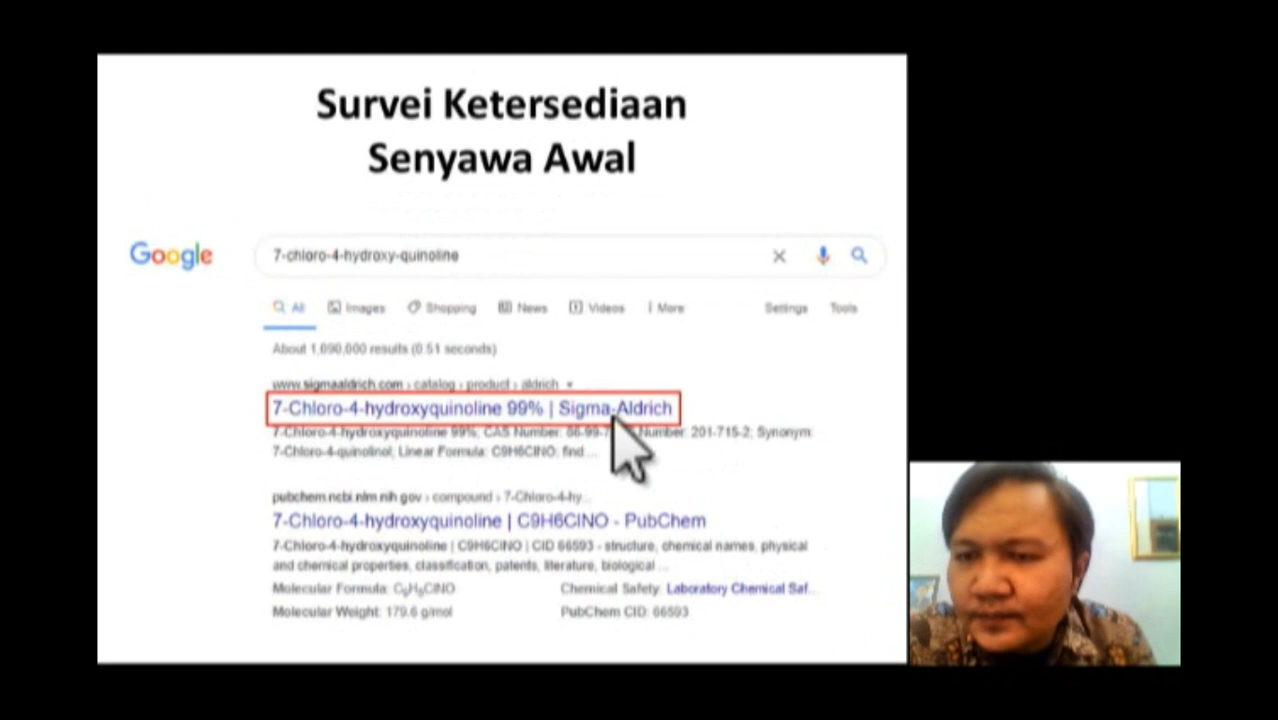 Survei Ketersediaan
Senyawa Awal
Google
7-chloro-4-hydroxy-quinoline
All Images Shopping News Videos More Settings Tools
About 1,090,000 results (0.51 seconds)
www.sigmaaldrich.com › catalog › product › aldrich
7-Chloro-4-hydroxyquinoline 99% | Sigma-Aldrich
7-Chloro-4-hydroxyquinoline 99%; CAS Number: 86-99-7 Number: 201-715-2; Synonym:
7-Chloro-4-quinolinol; Linear Formula: C9H6ClNO; find ...
pubchem.ncbi.nlm.nih.gov › compound › 7-Chloro-4-hy...
7-Chloro-4-hydroxyquinoline | C9H6ClNO - PubChem
7-Chloro-4-hydroxyquinoline | C9H6ClNO | CID 66593 - structure, chemical names, physical
and chemical properties, classification, patents, literature, biological ...
Molecular Formula: C₉H₆ClNO Chemical Safety: Laboratory Chemical Saf...
Molecular Weight: 179.6 g/mol PubChem CID: 66593